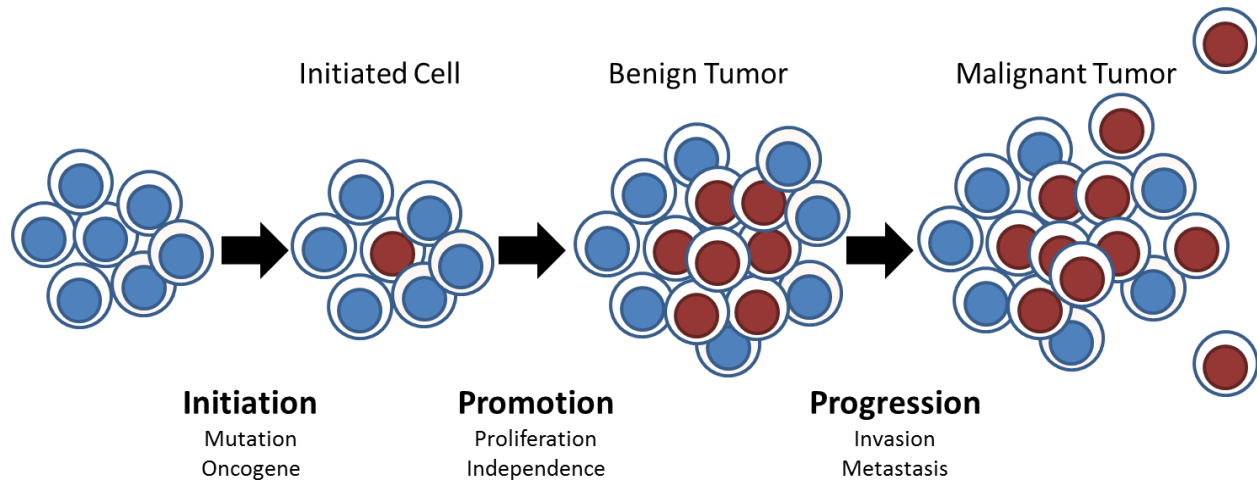 Initiated Cell
Benign Tumor
Malignant Tumor
Initiation
Mutation
Oncogene
Promotion
Proliferation
Independence
Progression
Invasion
Metastasis